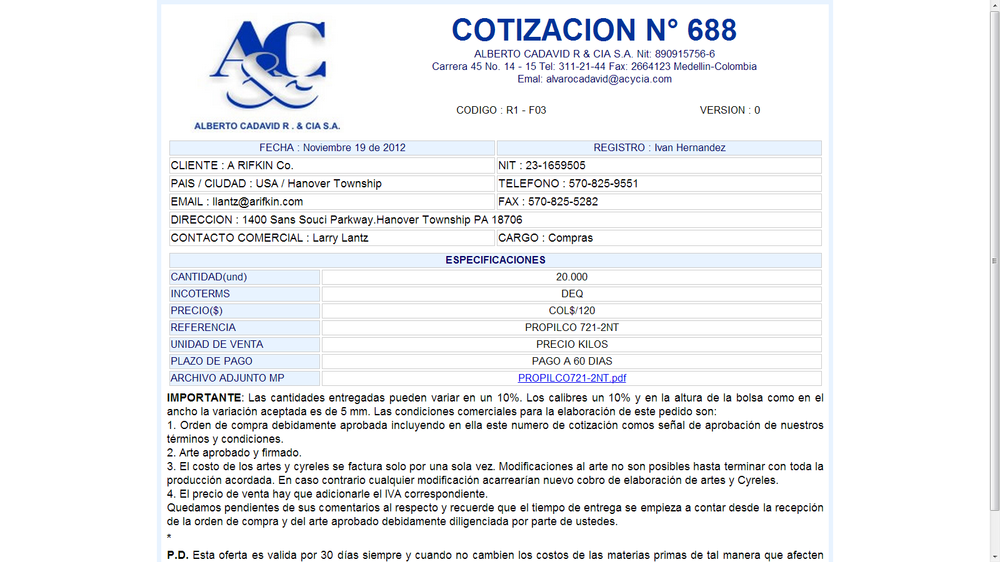 A&C
ALBERTO CADAVID R . & CIA S.A.
COTIZACION N° 688
ALBERTO CADAVID R & CIA S.A. Nit: 890915756-6
Carrera 45 No. 14 - 15 Tel: 311-21-44 Fax: 2664123 Medellin-Colombia
Emal: alvarocadavid@acycia.com
CODIGO : R1 - F03 VERSION : 0
FECHA : Noviembre 19 de 2012 REGISTRO : Ivan Hernandez
CLIENTE : A RIFKIN Co. NIT : 23-1659505
PAIS / CIUDAD : USA / Hanover Township TELEFONO : 570-825-9551
EMAIL : llantz@arifkin.com FAX : 570-825-5282
DIRECCION : 1400 Sans Souci Parkway.Hanover Township PA 18706
CONTACTO COMERCIAL : Larry Lantz CARGO : Compras
ESPECIFICACIONES
CANTIDAD(und) 20.000
INCOTERMS DEQ
PRECIO($) COL$/120
REFERENCIA PROPILCO 721-2NT
UNIDAD DE VENTA PRECIO KILOS
PLAZO DE PAGO PAGO A 60 DIAS
ARCHIVO ADJUNTO MP PROPILCO721-2NT.pdf
IMPORTANTE: Las cantidades entregadas pueden variar en un 10%. Los calibres un 10% y en la altura de la bolsa como en el
ancho la variación aceptada es de 5 mm. Las condiciones comerciales para la elaboración de este pedido son:
1. Orden de compra debidamente aprobada incluyendo en ella este numero de cotización comos señal de aprobación de nuestros
términos y condiciones.
2. Arte aprobado y firmado.
3. El costo de los artes y cyreles se factura solo por una sola vez. Modificaciones al arte no son posibles hasta terminar con toda la
producción acordada. En caso contrario cualquier modificación acarrearían nuevo cobro de elaboración de artes y Cyreles.
4. El precio de venta hay que adicionarle el IVA correspondiente.
Quedamos pendientes de sus comentarios al respecto y recuerde que el tiempo de entrega se empieza a contar desde la recepción
de la orden de compra y del arte aprobado debidamente diligenciada por parte de ustedes.
*
P.D. Esta oferta es valida por 30 días siempre y cuando no cambien los costos de las materias primas de tal manera que afecten